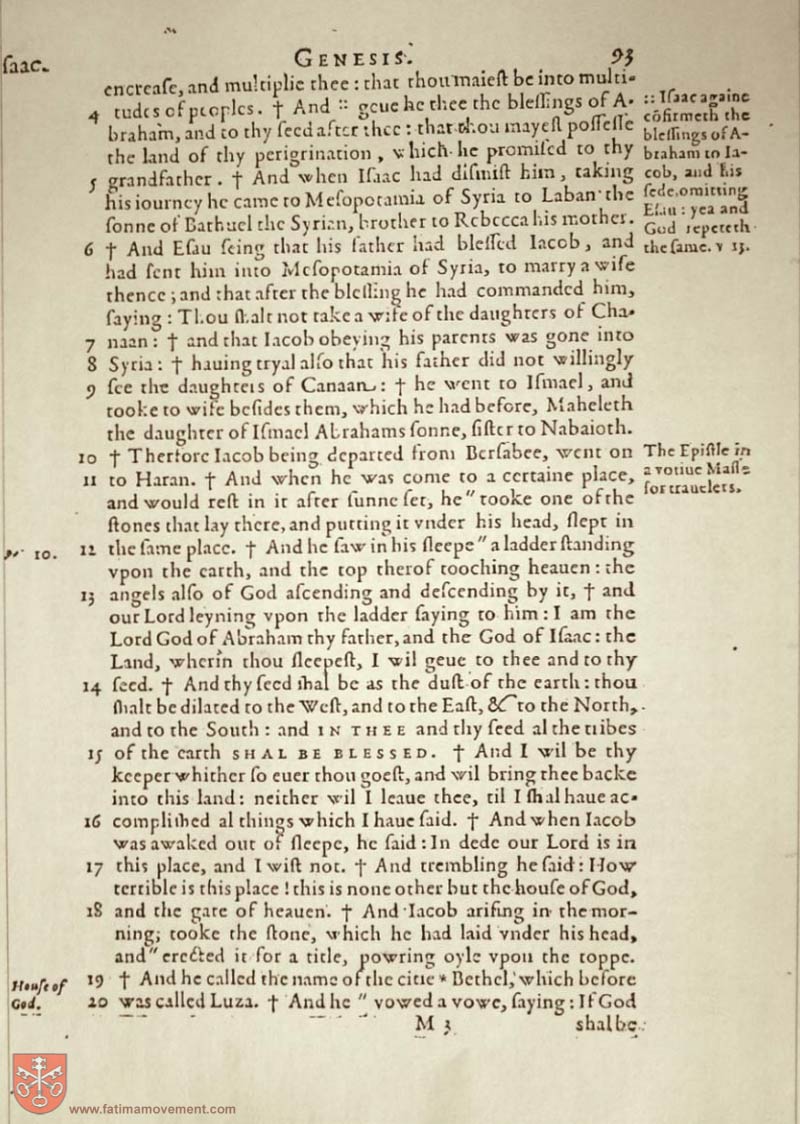 ſaac.
GENESIS.
93
encreaſe, and multiplie thee: that thou maieſt be into multi-
4 tudes of peoples. † And :: geue he thee the bleſſings of A-
braham, and to thy ſeed after thee: that thou mayeſt poſſeſſe
the land of thy perigrination, which he promiſed to thy
5 grandfather. † And when Iſaac had diſmiſt him, taking
his iourney he came to Meſopotamia of Syria to Laban the
ſonne of Bathuel the Syrian, brother to Rebecca his mother.
6 † And Eſau ſeing that his father had bleſſed Iacob, and
had ſent him into Meſopotamia of Syria, to marry a wife
thence; and that after the bleſſing he had commanded him,
ſaying: Thou ſhalt not take a wife of the daughters of Cha-
7 naan: † and that Iacob obeying his parents was gone into
8 Syria: † hauing tryal alſo that his father did not willingly
9 ſee the daughters of Canaan: † he went to Iſmael, and
tooke to wife beſides them, which he had before, Maheleth
the daughter of Iſmael Abrahams ſonne, ſiſter to Nabaioth.
10 † Therfore Iacob being departed from Berſabee, went on
11 to Haran. † And when he was come to a certaine place,
and would reſt in it after ſunne ſet, he " tooke one of the
ſtones that lay there, and putting it vnder his head, ſlept in
12 the ſame place. † And he ſaw in his ſleepe " a ladder ſtanding
vpon the earth, and the top therof tooching heauen: the
13 angels alſo of God aſcending and deſcending by it, † and
our Lord leyning vpon the ladder ſaying to him: I am the
Lord God of Abraham thy father, and the God of Iſaac: the
Land, wherin thou ſleepeſt, I wil geue to thee and to thy
14 ſeed. † And thy ſeed ſhal be as the duſt of the earth: thou
ſhalt be dilated to the Weſt, and to the Eaſt, & to the North,
and to the South: and IN THEE and thy ſeed al the tribes
15 of the earth SHAL BE BLESSED. † And I wil be thy
keeper whither ſo euer thou goeſt, and wil bring thee backe
into this land: neither wil I leaue thee, til I ſhal haue ac-
16 compliſhed al things which I haue ſaid. † And when Iacob
was awaked out of ſleepe, he ſaid: In dede our Lord is in
17 this place, and I wiſt not. † And trembling he ſaid: How
terrible is this place! this is none other but the houſe of God,
18 and the gate of heauen. † And Iacob ariſing in the mor-
ning, tooke the ſtone, which he had laid vnder his head,
and " erected it for a title, powring oyle vpon the toppe.
19 † And he called the name of the citie * Bethel, which before
20 was called Luza. † And he " vowed a vowe, ſaying: If God
M 3
ſhal be
:: Iſaac againe
cōfirmeth the
bleſſings of A-
braham to Ia-
cob, and his
ſede, omitting
Eſau: yea and
God repeteth
the ſame. v 13.
The Epiſtle in
a votiue Maſſe
for trauelers.
10.
Houſe of
God.
www.fatimamovement.com